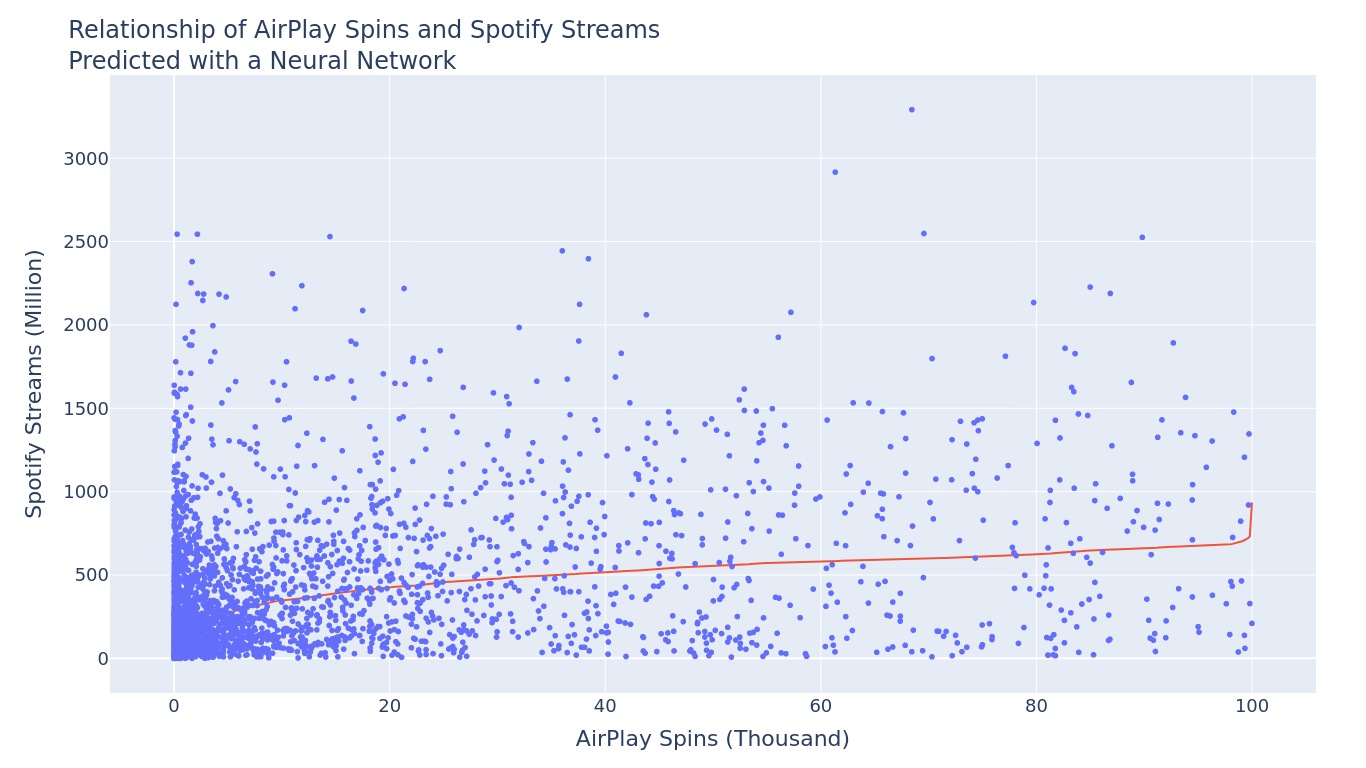 Relationship of AirPlay Spins and Spotify Streams
Predicted with a Neural Network
Spotify Streams (Million)
3000
2500
2000
1500
1000
500
0
0 20 40 60 80 100
AirPlay Spins (Thousand)